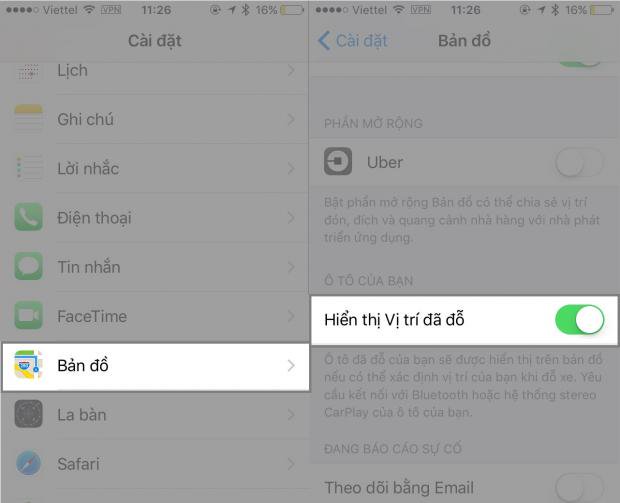 Viettel VPN 11:26 16%
Cài đặt
Lịch
Ghi chú
Lời nhắc
Điện thoại
Tin nhắn
FaceTime
Bản đồ
La bàn
Safari
Viettel VPN 11:26 16%
Cài đặt Bản đồ
PHẦN MỞ RỘNG
Uber
Bật phần mở rộng Bản đồ có thể chia sẻ vị trí
đón, đích và quang cảnh nhà hàng với nhà phát
triển ứng dụng.
Ô TÔ CỦA BẠN
Hiển thị Vị trí đã đỗ
Ô tô đã đỗ của bạn sẽ được hiển thị trên bản đồ
nếu có thể xác định vị trí của bạn khi đỗ xe. Yêu
cầu kết nối với Bluetooth hoặc hệ thống stereo
CarPlay của ô tô của bạn.
ĐANG BÁO CÁO SỰ CỐ
Theo dõi bằng Email